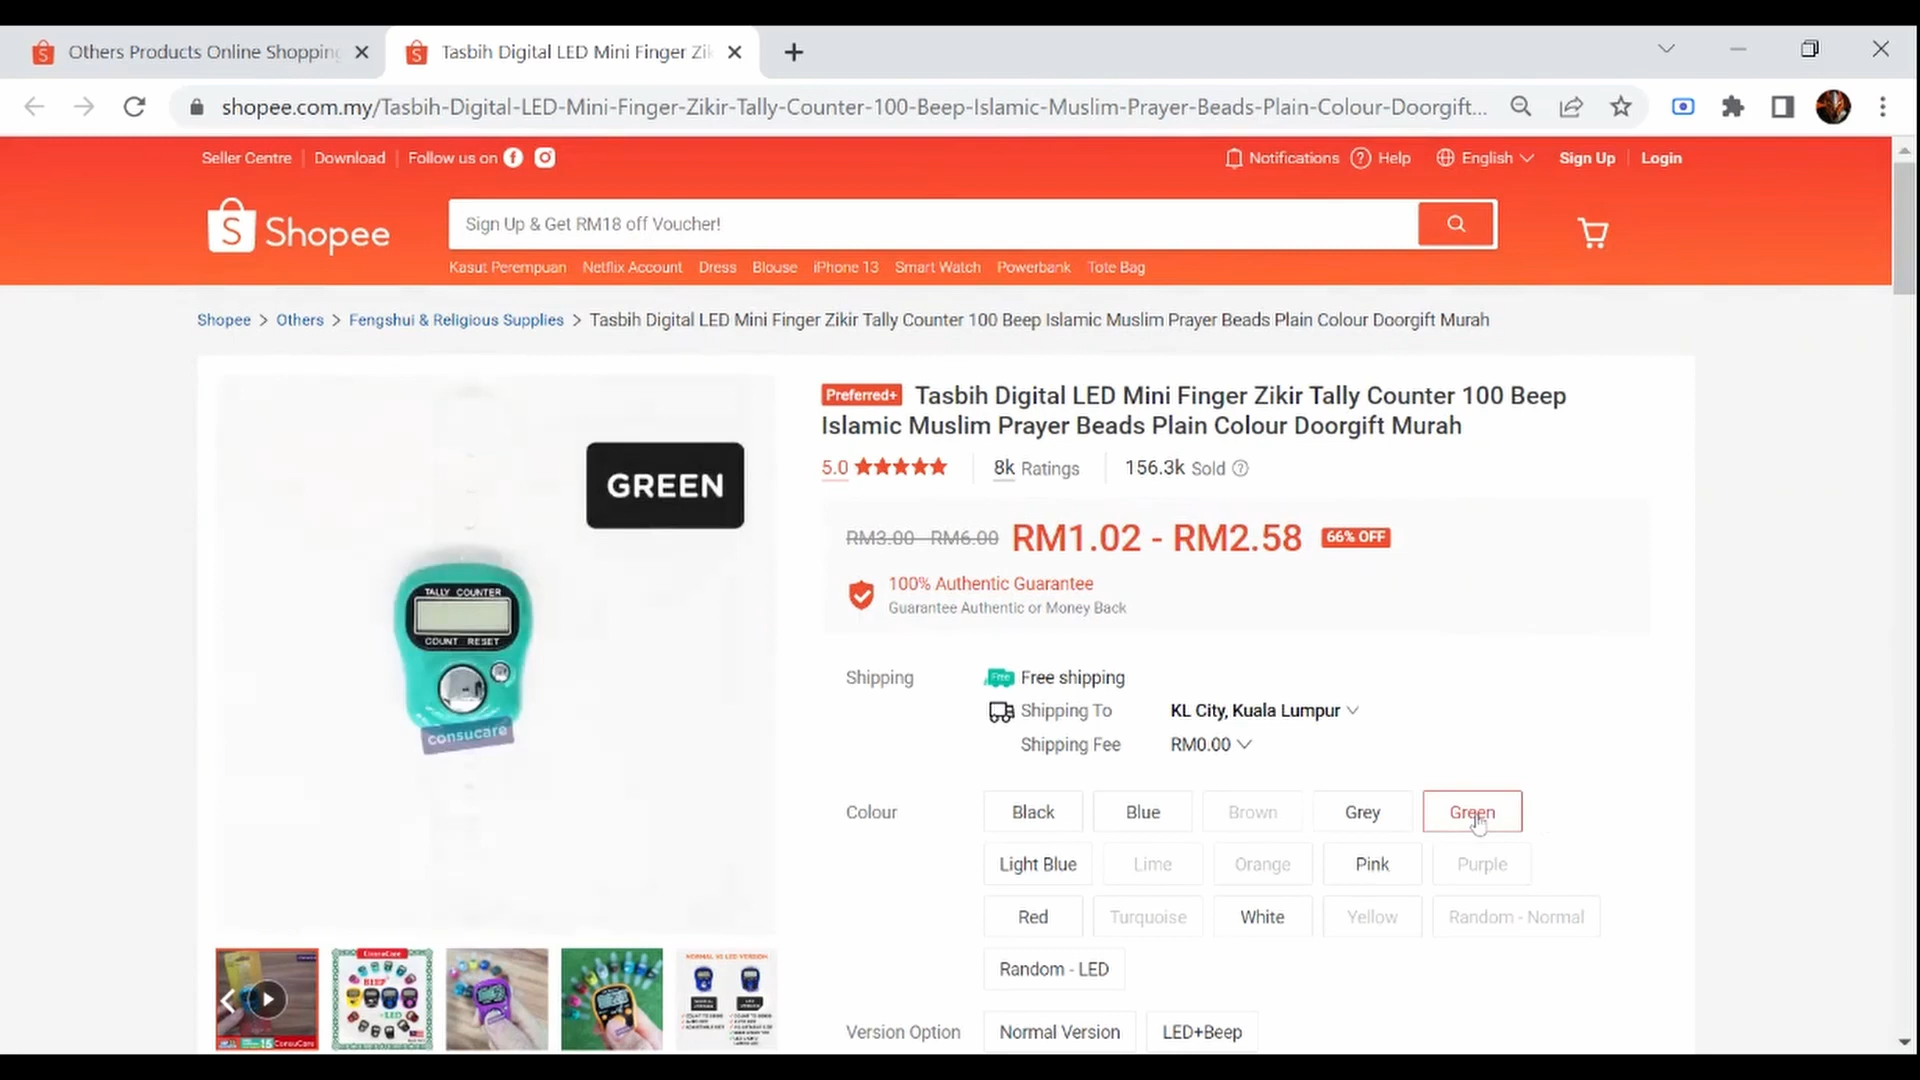 Others Products Online Shopping
Tasbih Digital LED Mini Finger Zik
shopee.com.my/Tasbih-Digital-LED-Mini-Finger-Zikir-Tally-Counter-100-Beep-Islamic-Muslim-Prayer-Beads-Plain-Colour-Doorgift...
Seller Centre Download Follow us on
Notifications Help English Sign Up Login
Shopee
Sign Up & Get RM18 off Voucher!
Kasut Perempuan Netflix Account Dress Blouse iPhone 13 Smart Watch Powerbank Tote Bag
Shopee > Others > Fengshui & Religious Supplies > Tasbih Digital LED Mini Finger Zikir Tally Counter 100 Beep Islamic Muslim Prayer Beads Plain Colour Doorgift Murah
GREEN
TALLY COUNTER
COUNT RESET
consucare
Preferred+ Tasbih Digital LED Mini Finger Zikir Tally Counter 100 Beep
Islamic Muslim Prayer Beads Plain Colour Doorgift Murah
5.0 8k Ratings 156.3k Sold
RM3.00 - RM6.00 RM1.02 - RM2.58 66% OFF
100% Authentic Guarantee
Guarantee Authentic or Money Back
Shipping Free Free shipping
Shipping To KL City, Kuala Lumpur
Shipping Fee RM0.00
Colour Black Blue Brown Grey Green
Light Blue Lime Orange Pink Purple
Red Turquoise White Yellow Random - Normal
Random - LED
Version Option Normal Version LED+Beep
ConsuCare
BEEP
+LED
15 ConsuCare